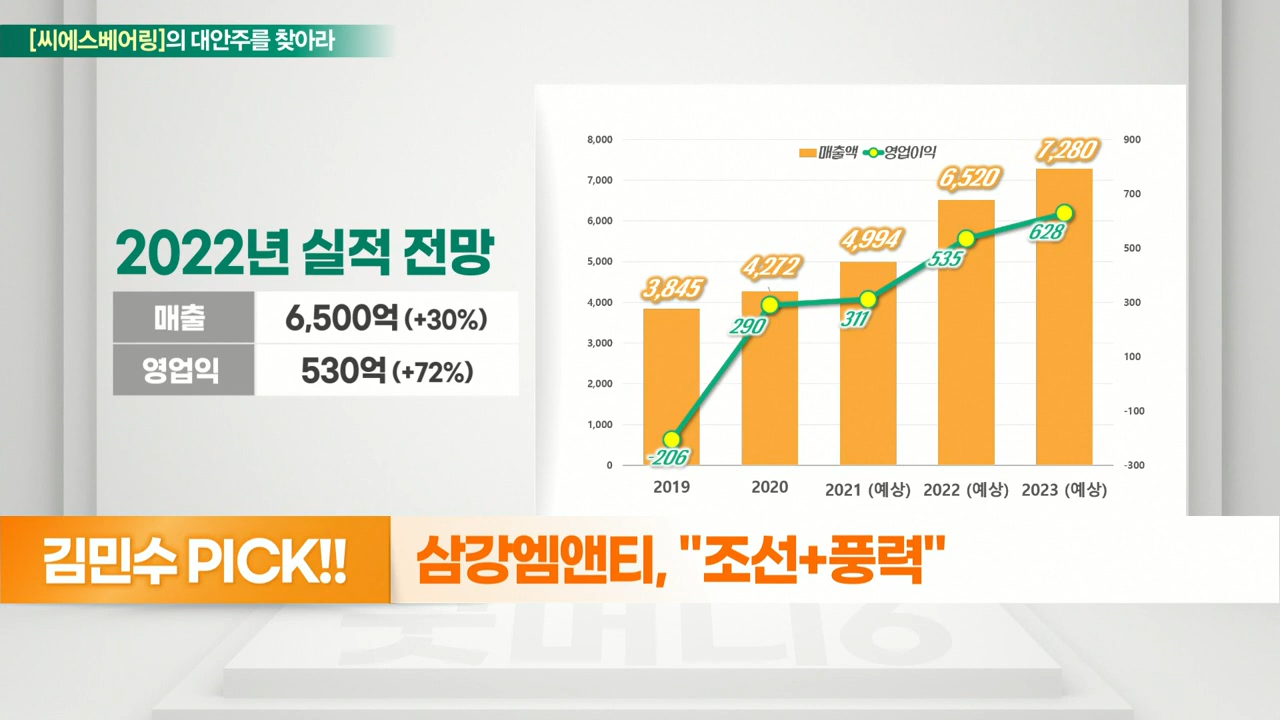 [씨에스베어링]의 대안주를 찾아라
2022년 실적 전망
매출 6,500억 (+30%)
영업익 530억 (+72%)
매출액 영업이익
8,000
7,000
6,000
5,000
4,000
3,000
2,000
1,000
0
900
700
500
300
100
-100
-300
3,845
4,272
4,994
6,520
7,280
-206
290
311
535
628
2019 2020 2021 (예상) 2022 (예상) 2023 (예상)
김민수 PICK!!
삼강엠앤티, "조선+풍력"
굿머니6